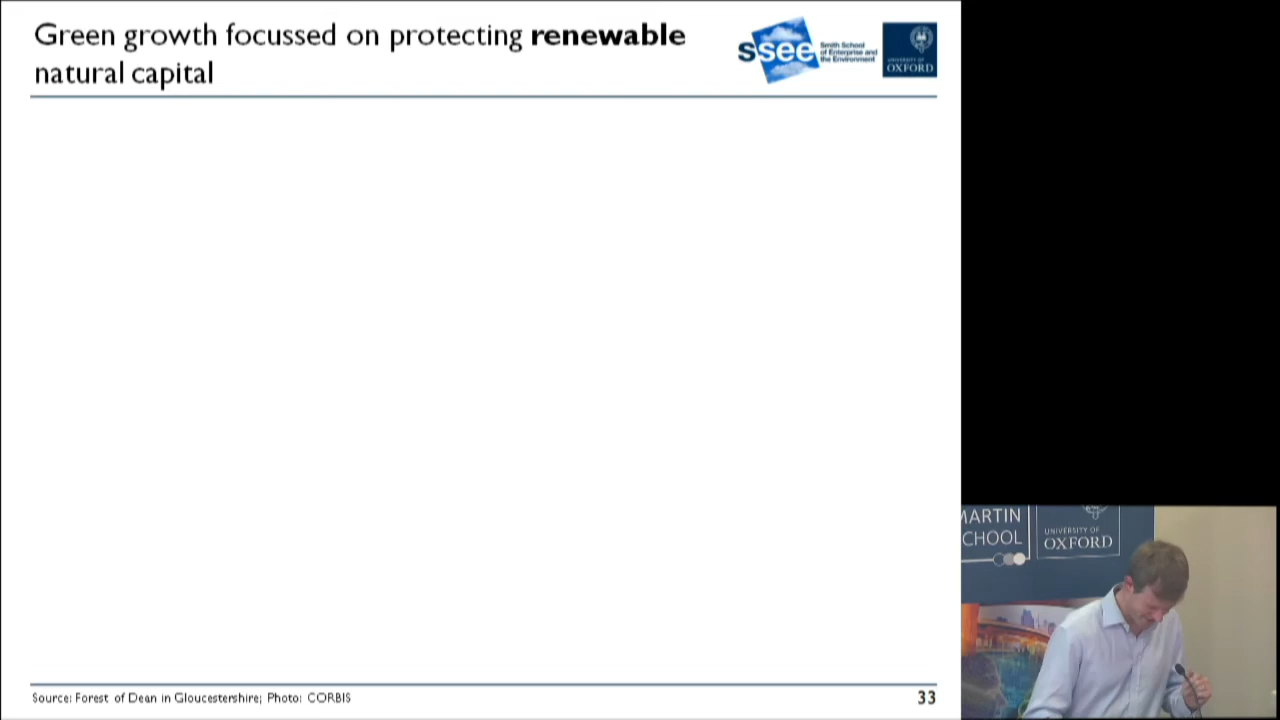 Green growth focussed on protecting renewable
natural capital
ssee
Smith School
of Enterprise and
the Environment
UNIVERSITY OF
OXFORD
Source: Forest of Dean in Gloucestershire; Photo: CORBIS
33
MARTIN
CHOOL
UNIVERSITY OF
OXFORD